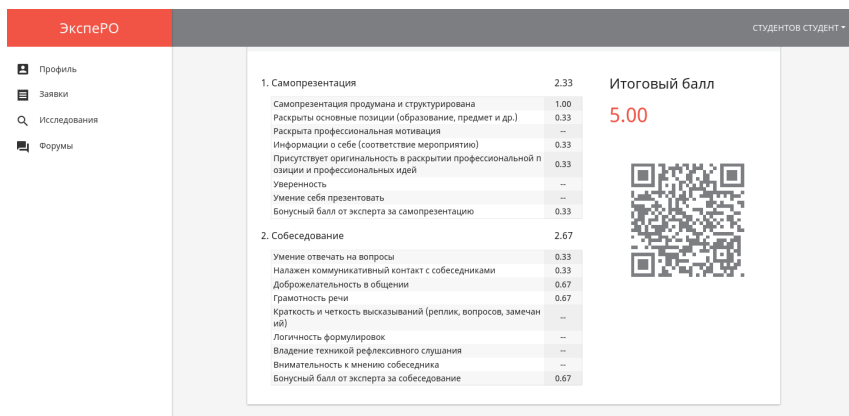 ЭкспеРО
СТУДЕНТОВ СТУДЕНТ
Профиль
Заявки
Исследования
Форумы
1. Самопрезентация 2.33
Самопрезентация продумана и структурирована 1.00
Раскрыты основные позиции (образование, предмет и др.) 0.33
Раскрыта профессиональная мотивация --
Информации о себе (соответствие мероприятию) 0.33
Присутствует оригинальность в раскрытии профессиональной п
озиции и профессиональных идей 0.33
Уверенность --
Умение себя презентовать --
Бонусный балл от эксперта за самопрезентацию 0.33
2. Собеседование 2.67
Умение отвечать на вопросы 0.33
Налажен коммуникативный контакт с собеседниками 0.33
Доброжелательность в общении 0.67
Грамотность речи 0.67
Краткость и четкость высказываний (реплик, вопросов, замечан
ий) --
Логичность формулировок --
Владение техникой рефлексивного слушания --
Внимательность к мнению собеседника --
Бонусный балл от эксперта за собеседование 0.67
Итоговый балл
5.00